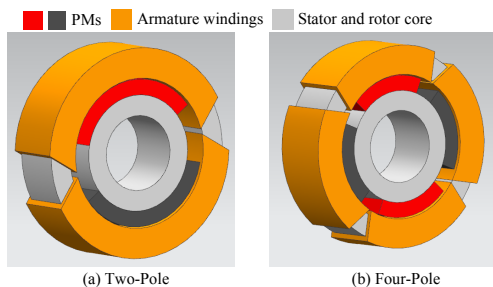 PMs Armature windings Stator and rotor core
(a) Two-Pole (b) Four-Pole